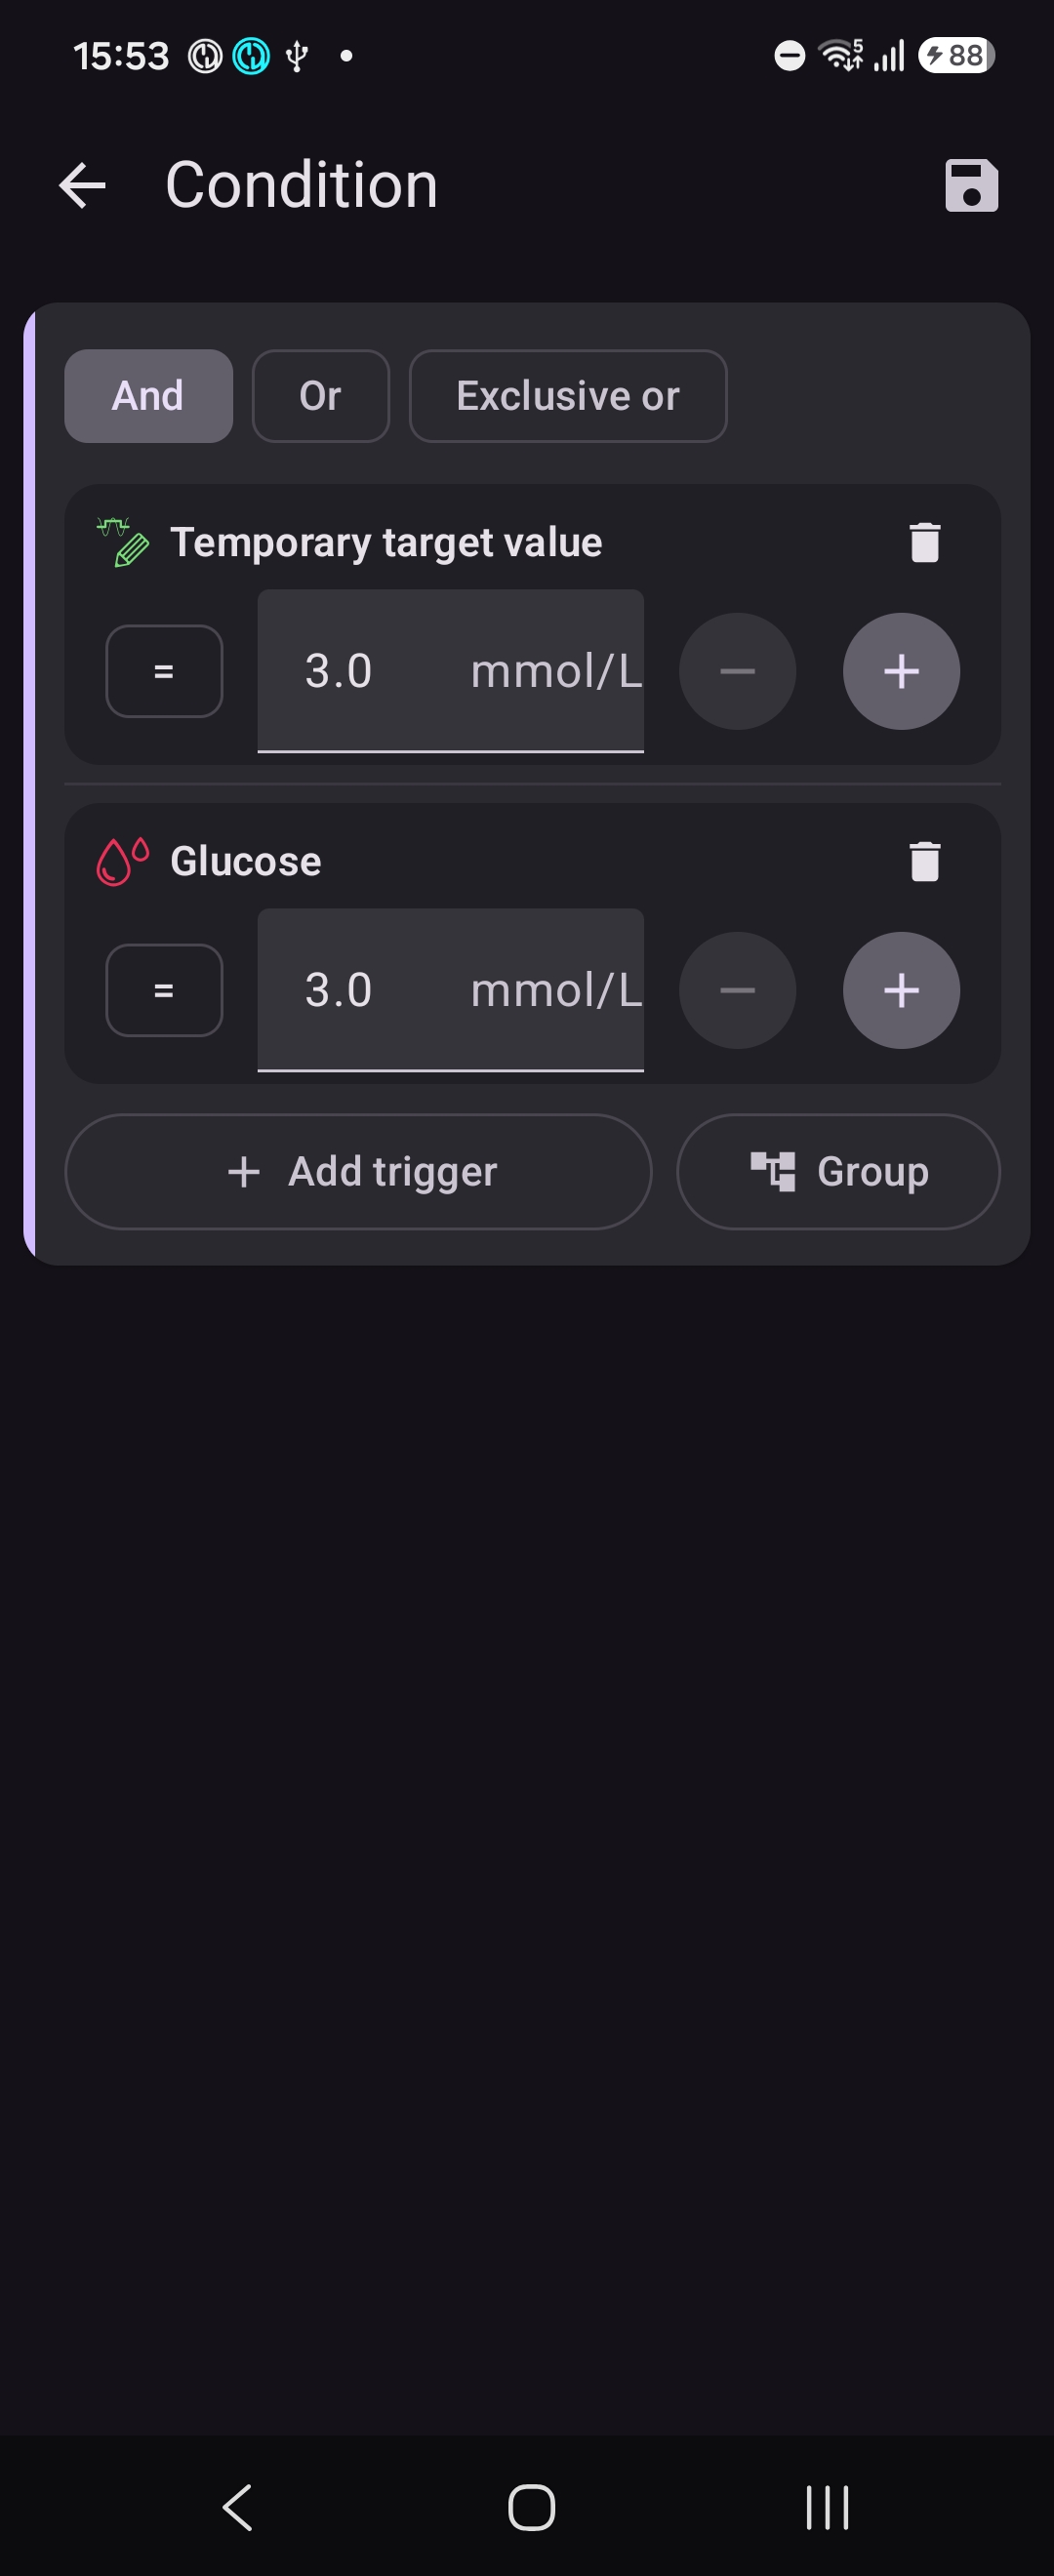 15:53 5 88
Condition
And Or Exclusive or
Temporary target value
= 3.0 mmol/L − +
Glucose
= 3.0 mmol/L − +
+ Add trigger Group